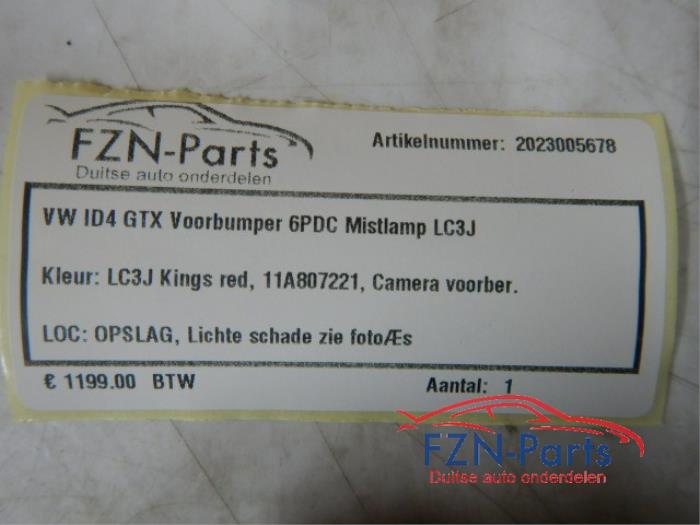 FZN-Parts
Duitse auto onderdelen
Artikelnummer: 2023005678
VW ID4 GTX Voorbumper 6PDC Mistlamp LC3J
Kleur: LC3J Kings red, 11A807221, Camera voorber.
LOC: OPSLAG, Lichte schade zie fotoÆs
€ 1199.00 BTW
Aantal: 1
FZN-Parts
Duitse auto onderdelen